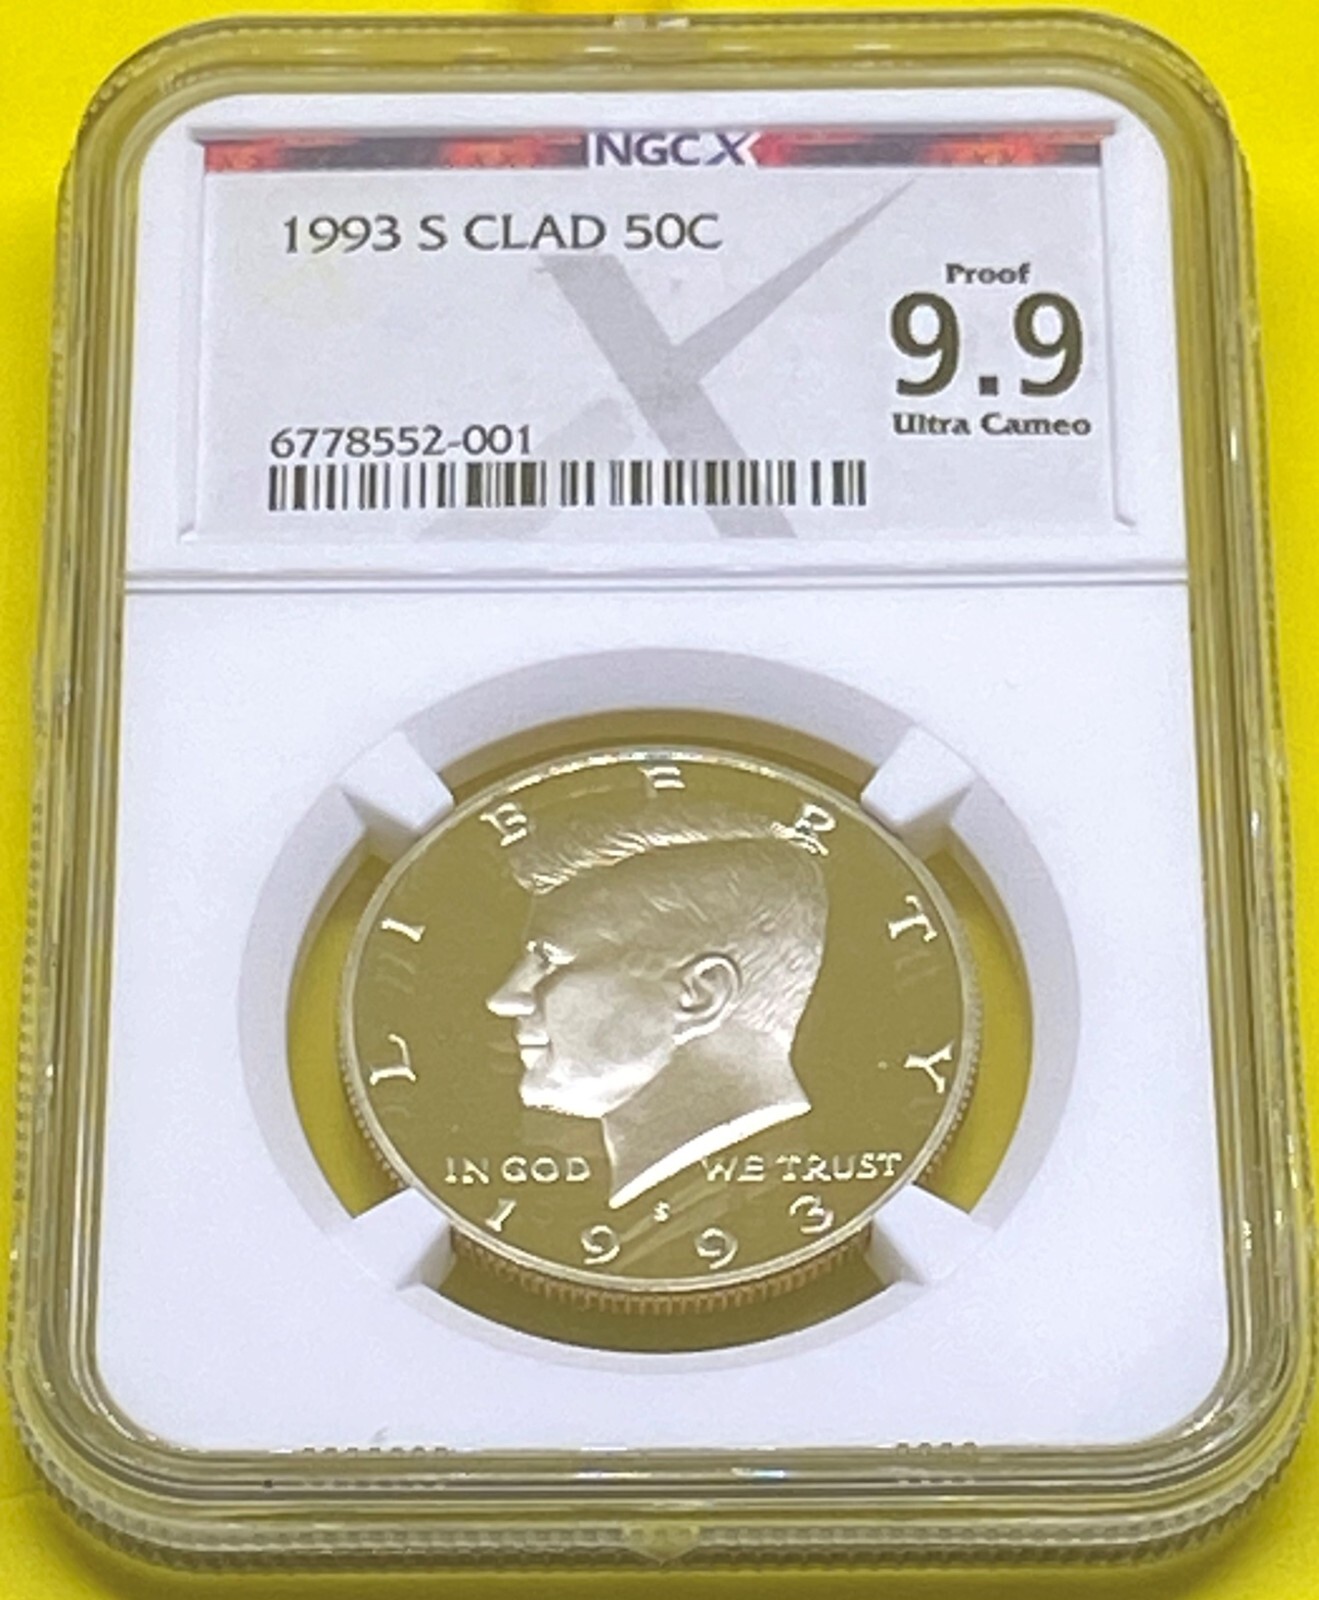 NGCX
1993 S CLAD 50C
Proof
9.9
Ultra Cameo
6778552-001
LIBERTY
IN GOD WE TRUST
S
1993